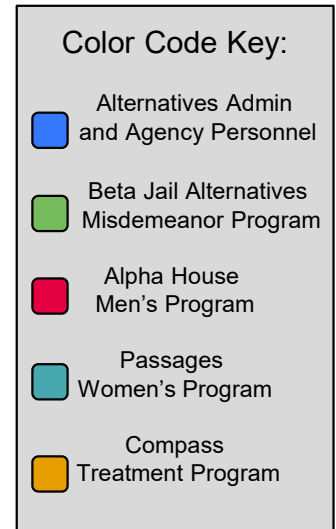 Color Code Key:
Alternatives Admin
and Agency Personnel
Beta Jail Alternatives
Misdemeanor Program
Alpha House
Men’s Program
Passages
Women’s Program
Compass
Treatment Program